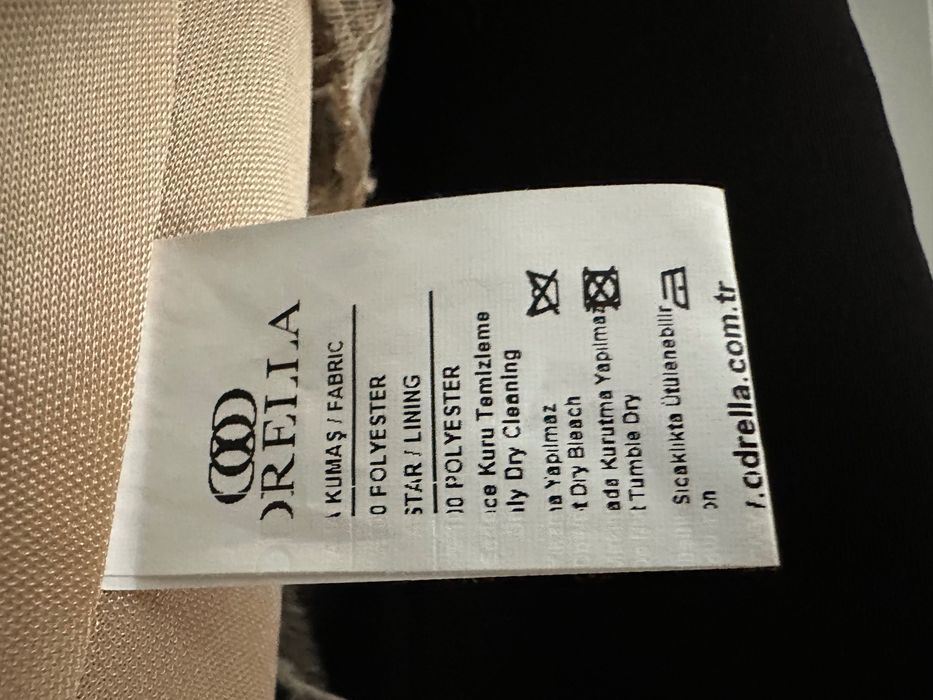 ORELLA
KUMAŞ / FABRIC
0 POLYESTER
STAR / LINING
00 POLYESTER
ce Kuru Temizleme
ly Dry Cleaning
a Yapılmaz
t Dry Bleach
ada Kurutma Yapılmaz
t Tumble Dry
Sıcaklıkta Ütülenebilir
on
.odrella.com.tr